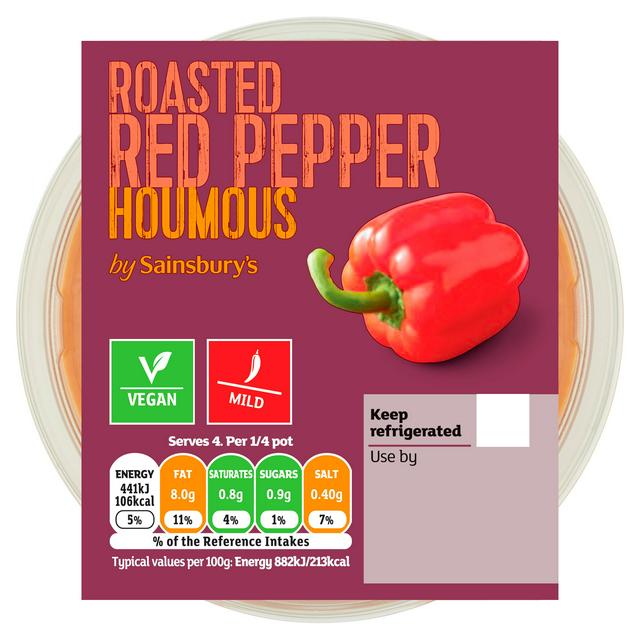 ROASTED
RED PEPPER
HOUMOUS
by Sainsbury's
VEGAN
MILD
Keep
refrigerated
Use by
Serves 4. Per 1/4 pot
ENERGY
441kJ
106kcal
5%
FAT
8.0g
11%
SATURATES
0.8g
4%
SUGARS
0.9g
1%
SALT
0.40g
7%
% of the Reference Intakes
Typical values per 100g: Energy 882kJ/213kcal